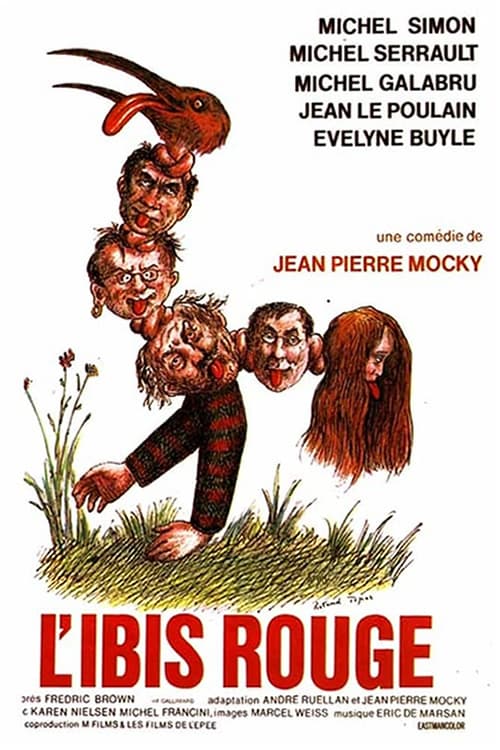 MICHEL SIMON
MICHEL SERRAULT
MICHEL GALABRU
JEAN LE POULAIN
EVELYNE BUYLE
une comédie de
JEAN PIERRE MOCKY
L'IBIS ROUGE
rès FREDRIC BROWN adaptation ANDRÉ RUELLAN et JEAN PIERRE MOCKY
KAREN NIELSEN MICHEL FRANCINI, images MARCEL WEISS musique ERIC DE MARSAN
coproduction M FILMS & LES FILMS DE L'EPEE EASTMANCOLOR